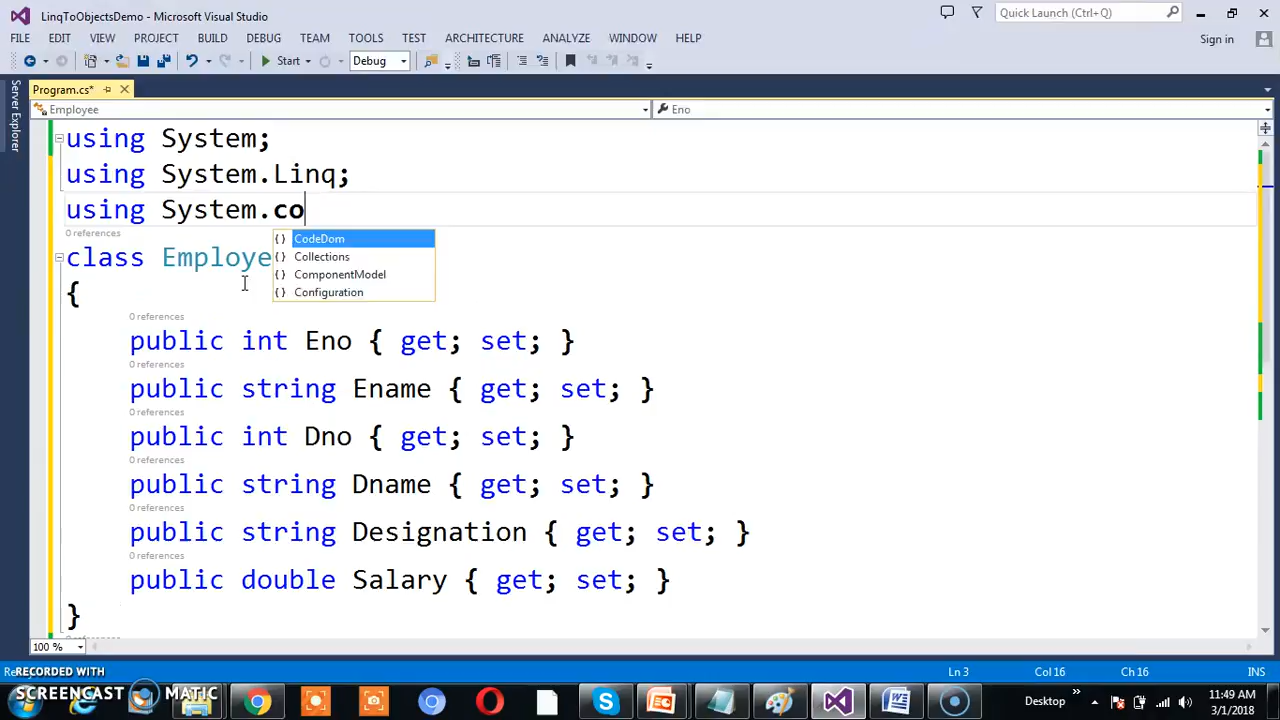 LinqToObjectsDemo - Microsoft Visual Studio
Quick Launch (Ctrl+Q)
FILE EDIT VIEW PROJECT BUILD DEBUG TEAM TOOLS TEST ARCHITECTURE ANALYZE WINDOW HELP
Sign in
Start
Debug
Server Explorer
Program.cs*
Employee
Eno
using System;
using System.Linq;
using System.co
0 references
CodeDom
class Employe
Collections
ComponentModel
{
Configuration
0 references
public int Eno { get; set; }
0 references
public string Ename { get; set; }
0 references
public int Dno { get; set; }
0 references
public string Dname { get; set; }
0 references
public string Designation { get; set; }
0 references
public double Salary { get; set; }
}
100 %
RECORDED WITH
Ln 3
Col 16
Ch 16
INS
SCREENCAST MATIC
Desktop
11:49 AM
3/1/2018